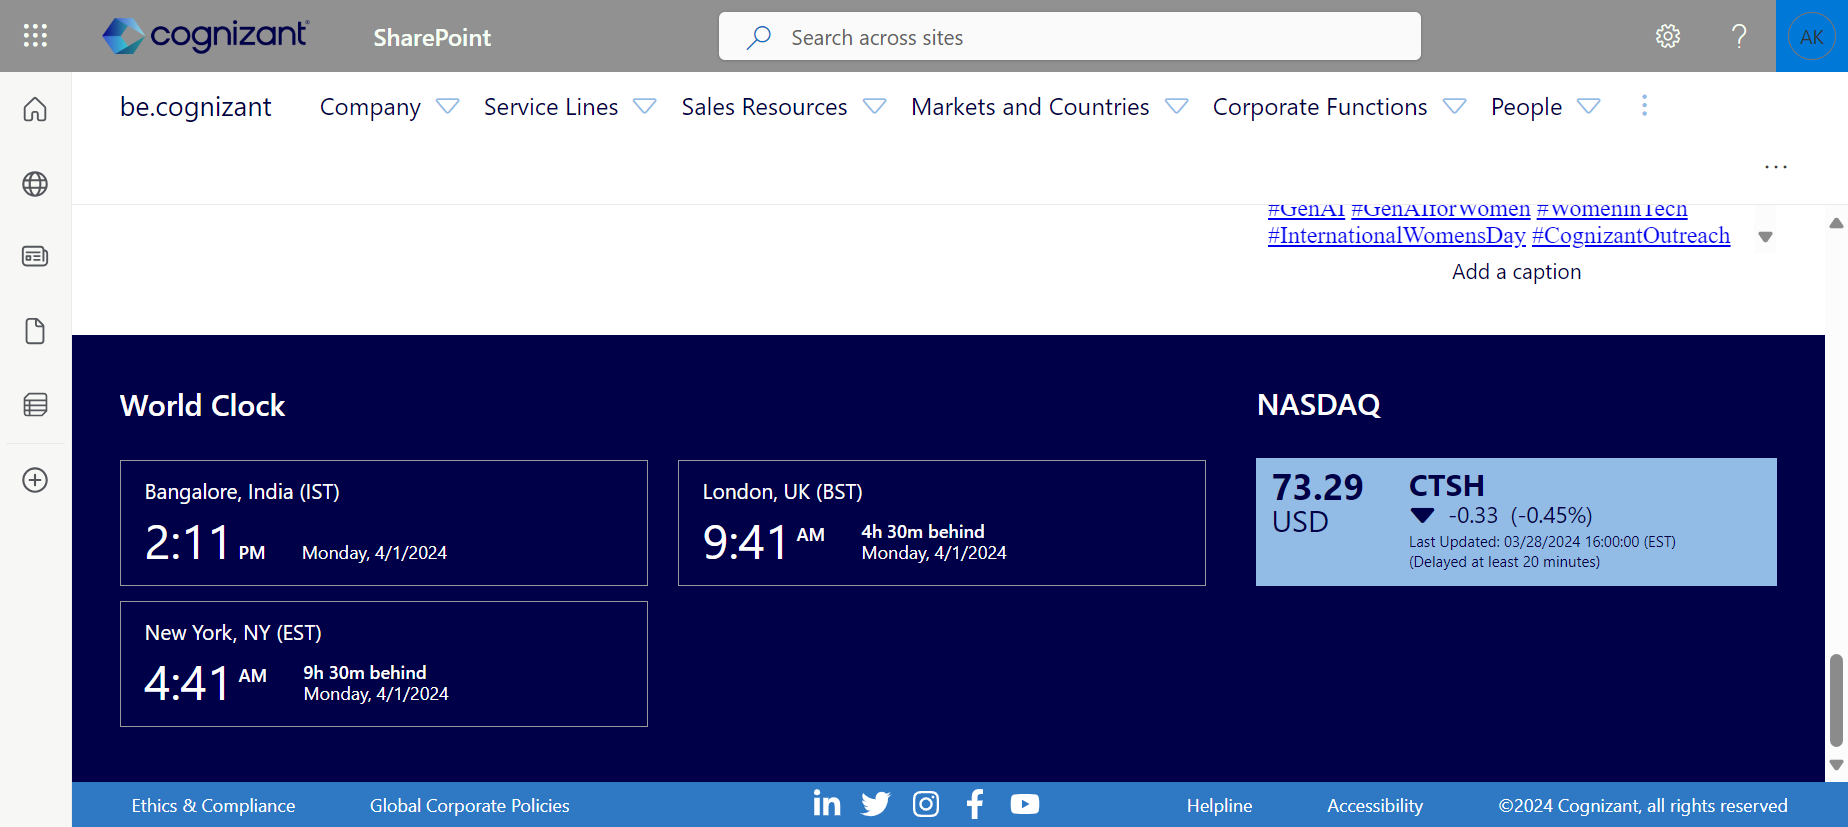 cognizant
SharePoint
Search across sites
AK
be.cognizant
Company
Service Lines
Sales Resources
Markets and Countries
Corporate Functions
People
#GenAI #GenAIforWomen #WomeninTech
#InternationalWomensDay #CognizantOutreach
Add a caption
World Clock
Bangalore, India (IST)
2:11 PM Monday, 4/1/2024
London, UK (BST)
9:41 AM
4h 30m behind
Monday, 4/1/2024
New York, NY (EST)
4:41 AM
9h 30m behind
Monday, 4/1/2024
NASDAQ
73.29
USD
CTSH
-0.33 (-0.45%)
Last Updated: 03/28/2024 16:00:00 (EST)
(Delayed at least 20 minutes)
Ethics & Compliance
Global Corporate Policies
Helpline
Accessibility
©2024 Cognizant, all rights reserved